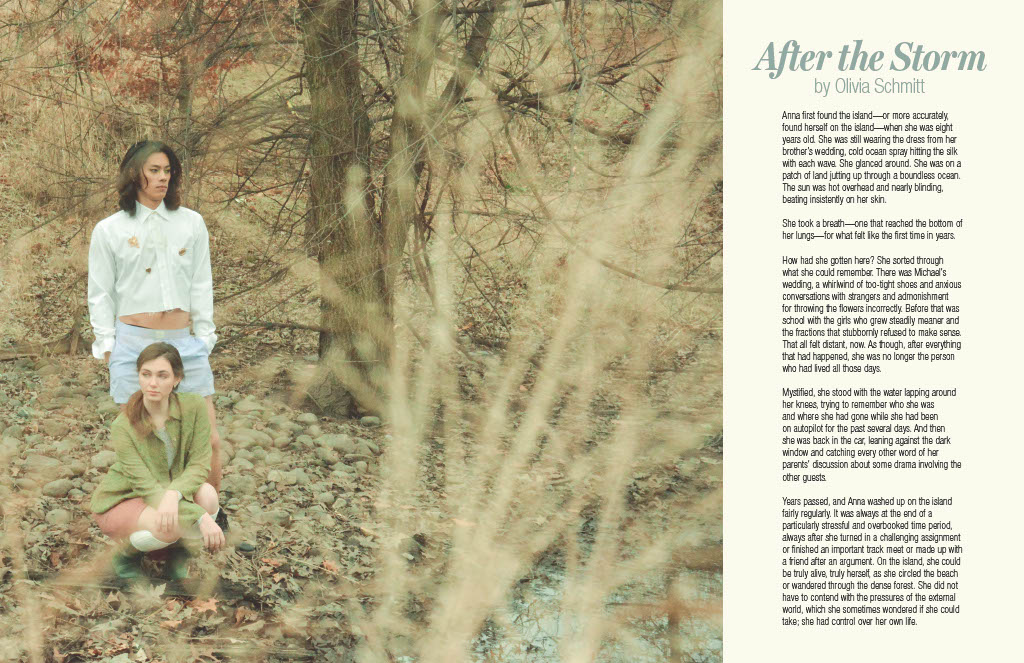 After the Storm
by Olivia Schmitt
Anna first found the island—or more accurately,
found herself on the island—when she was eight
years old. She was still wearing the dress from her
brother's wedding, cold ocean spray hitting the silk
with each wave. She glanced around. She was on a
patch of land jutting up through a boundless ocean.
The sun was hot overhead and nearly blinding,
beating insistently on her skin.
She took a breath—one that reached the bottom of
her lungs—for what felt like the first time in years.
How had she gotten here? She sorted through
what she could remember. There was Michael's
wedding, a whirlwind of too-tight shoes and anxious
conversations with strangers and admonishment
for throwing the flowers incorrectly. Before that was
school with the girls who grew steadily meaner and
the fractions that stubbornly refused to make sense.
That all felt distant, now. As though, after everything
that had happened, she was no longer the person
who had lived all those days.
Mystified, she stood with the water lapping around
her knees, trying to remember who she was
and where she had gone while she had been
on autopilot for the past several days. And then
she was back in the car, leaning against the dark
window and catching every other word of her
parents' discussion about some drama involving the
other guests.
Years passed, and Anna washed up on the island
fairly regularly. It was always at the end of a
particularly stressful and overbooked time period,
always after she turned in a challenging assignment
or finished an important track meet or made up with
a friend after an argument. On the island, she could
be truly alive, truly herself, as she circled the beach
or wandered through the dense forest. She did not
have to contend with the pressures of the external
world, which she sometimes wondered if she could
take; she had control over her own life.